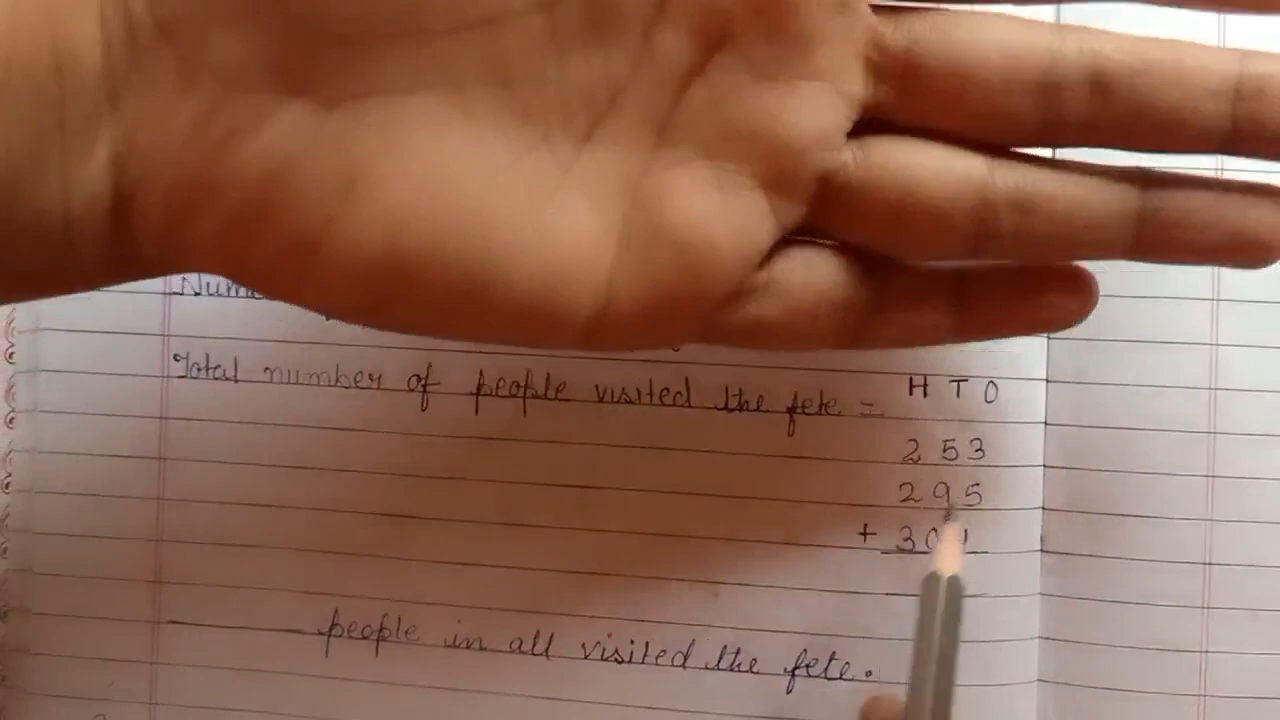 Total number of people visited the fete =
H T O
2 5 3
2 9 5
+ 3 0 1
people in all visited the fete.